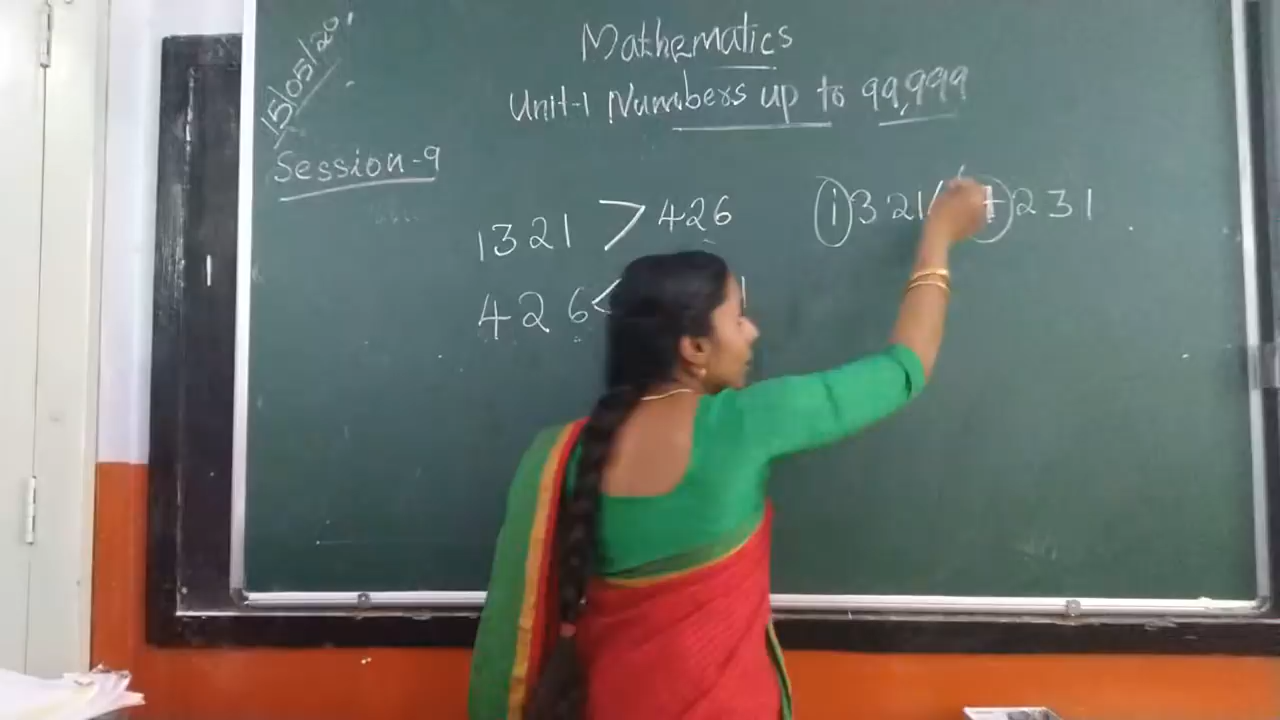 15/05/20
Mathematics
Unit-1 Numbers up to 99,999
Session-9
1321 > 426
1321 231
426 <